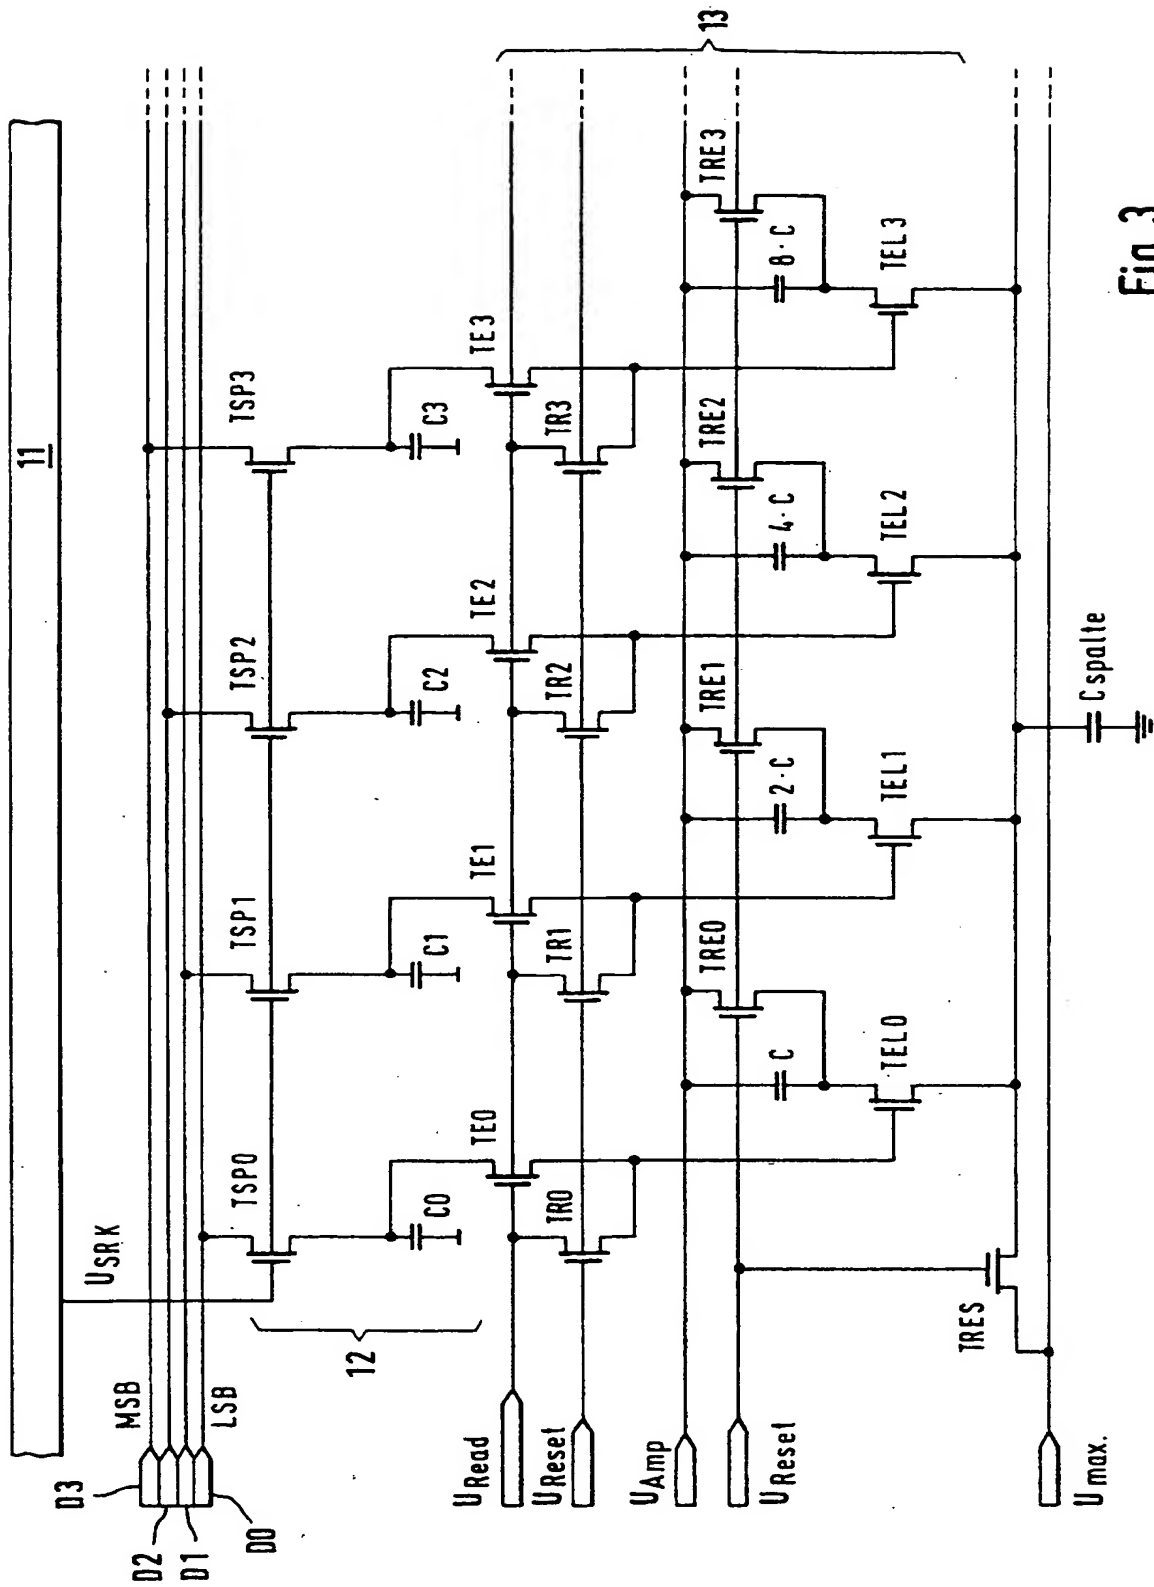 11
D3
D2
D1
D0
MSB
LSB
USRK
12
TSP0
TSP1
TSP2
TSP3
C0
C1
C2
C3
TE0
TE1
TE2
TE3
URead
TR0
TR1
TR2
TR3
UReset
13
UAmp
UReset
TRE0
TRE1
TRE2
TRE3
C
2·C
4·C
8·C
TEL0
TEL1
TEL2
TEL3
TRES
Cspalte
Umax.
Fig. 3